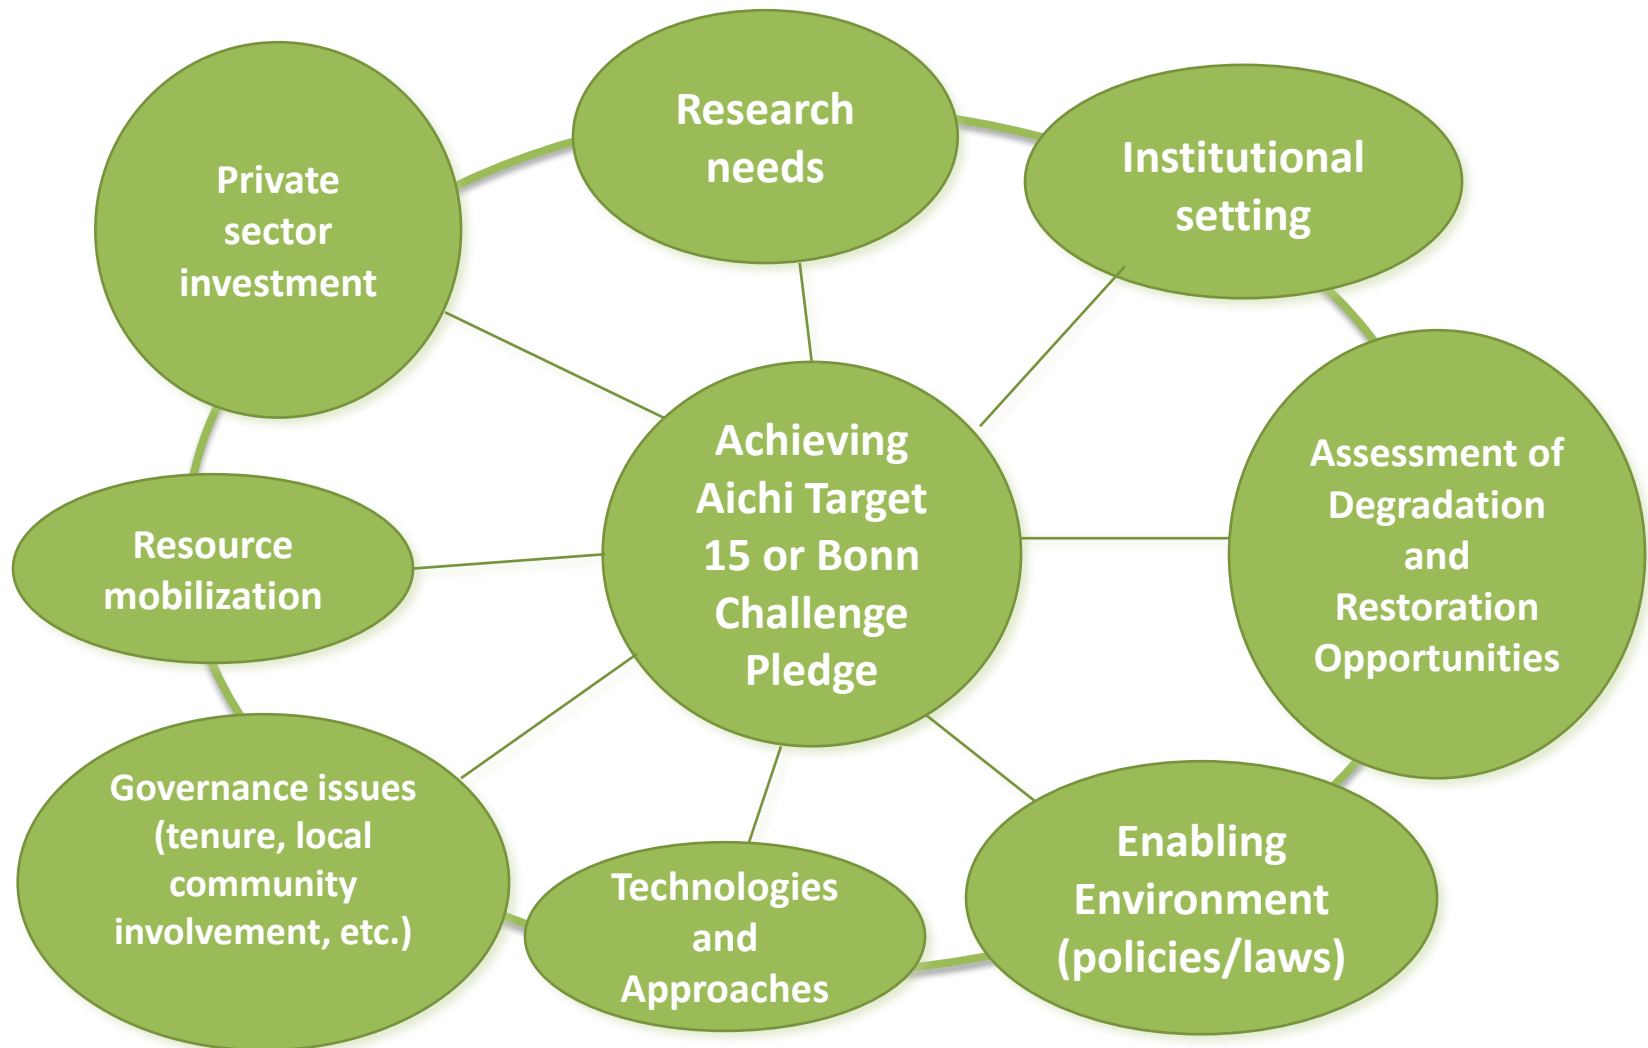 Research
needs
Institutional
setting
Private
sector
investment
Achieving
Aichi Target
15 or Bonn
Challenge
Pledge
Assessment of
Degradation
and
Restoration
Opportunities
Resource
mobilization
Governance issues
(tenure, local
community
involvement, etc.)
Technologies
and
Approaches
Enabling
Environment
(policies/laws)